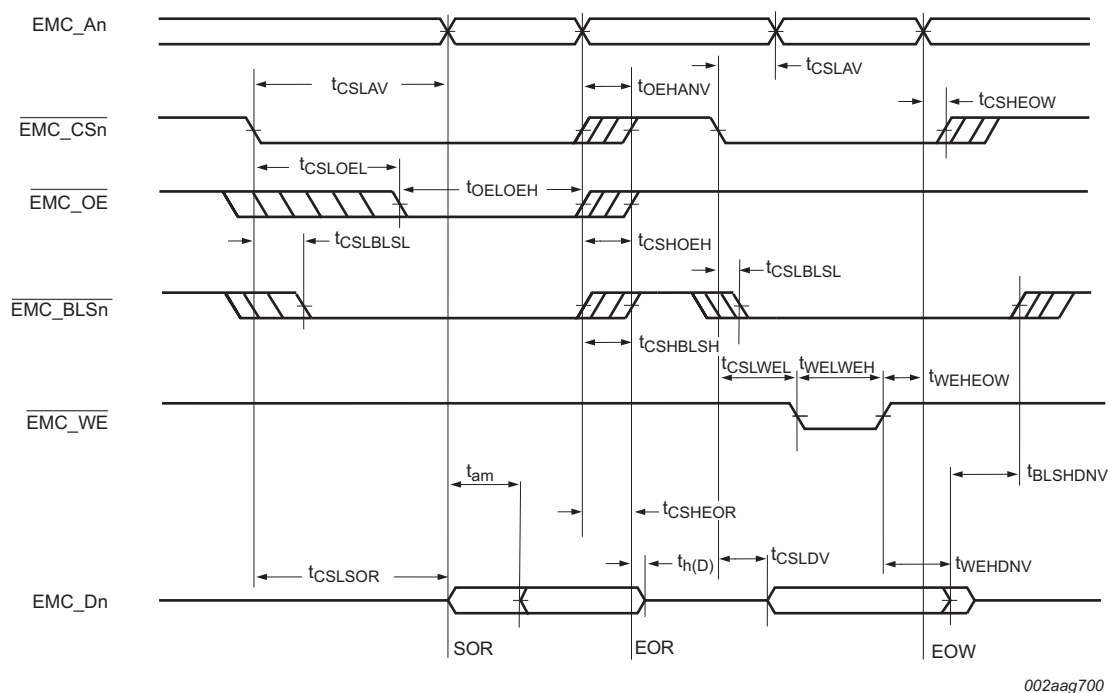 EMC_An
tCSLAV
tOEHANV
tCSLAV
tCSHEOW
EMC_CSn
tCSLOEL
tOELOEH
EMC_OE
tCSLBLSL
tCSHOEH
tCSLBLSL
EMC_BLSn
tCSHBLSH
tCSLWEL
tWELWEH
tWEHEOW
EMC_WE
tam
tBLSHDNV
tCSHEOR
tCSLSOR
th(D)
tCSLDV
tWEHDNV
EMC_Dn
SOR
EOR
EOW
002aag700